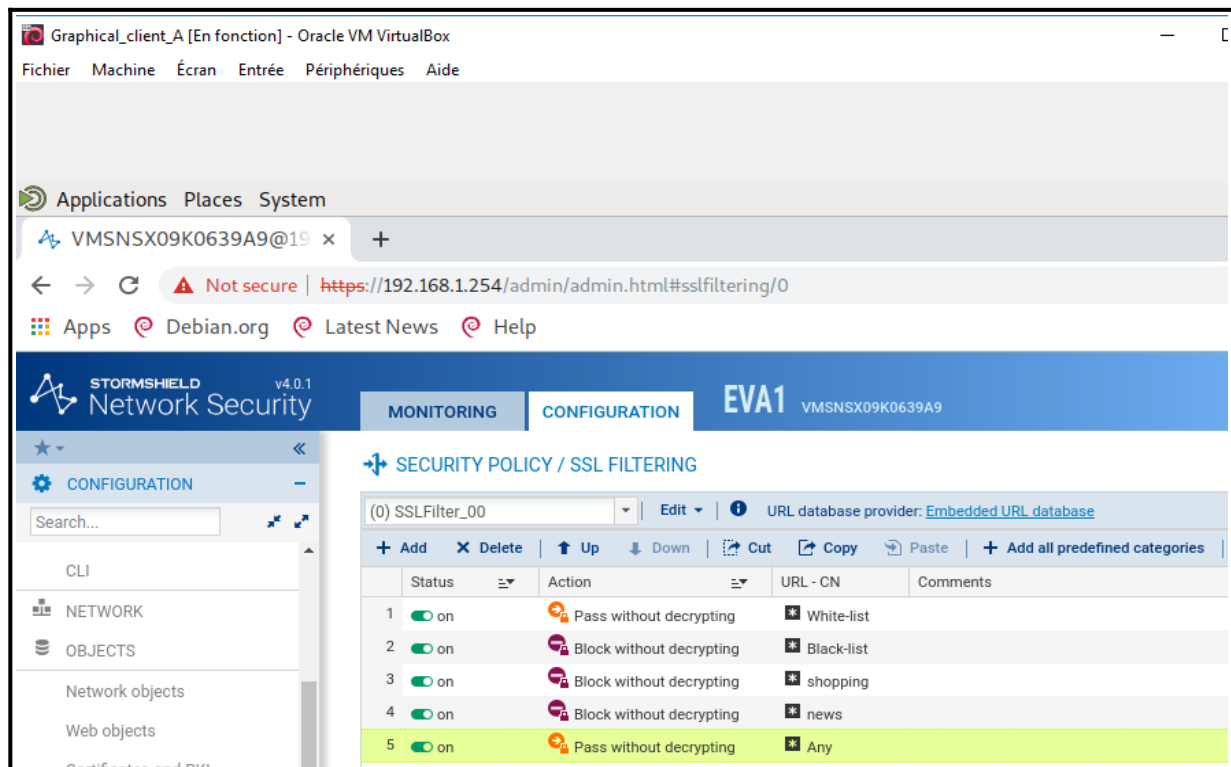 Graphical_client_A [En fonction] - Oracle VM VirtualBox
Fichier Machine Écran Entrée Périphériques Aide
Applications Places System
VMSNSX09K0639A9@19
Not secure | https://192.168.1.254/admin/admin.html#sslfiltering/0
Apps Debian.org Latest News Help
STORMSHIELD v4.0.1
Network Security
MONITORING CONFIGURATION EVA1 VMSNSX09K0639A9
SECURITY POLICY / SSL FILTERING
CONFIGURATION
(0) SSLFilter_00 Edit URL database provider: Embedded URL database
Search...
Add Delete Up Down Cut Copy Paste Add all predefined categories
CLI
Status Action URL - CN Comments
NETWORK
1 on Pass without decrypting White-list
OBJECTS
2 on Block without decrypting Black-list
3 on Block without decrypting shopping
Network objects
4 on Block without decrypting news
Web objects
5 on Pass without decrypting Any